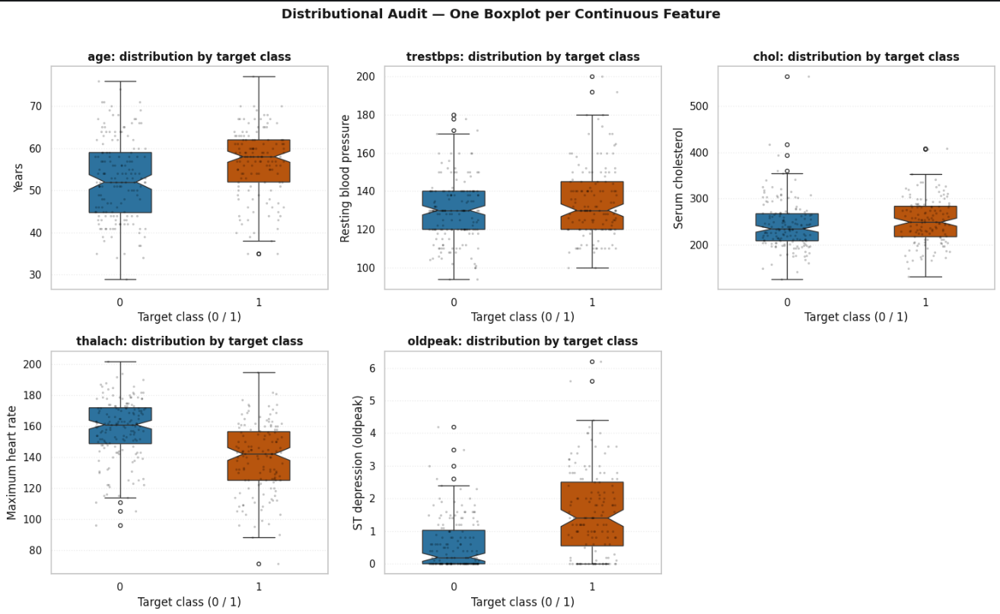 Distributional Audit — One Boxplot per Continuous Feature
age: distribution by target class
Years
70
60
50
40
30
0
1
Target class (0 / 1)
trestbps: distribution by target class
Resting blood pressure
200
180
160
140
120
100
0
1
Target class (0 / 1)
chol: distribution by target class
Serum cholesterol
500
400
300
200
0
1
Target class (0 / 1)
thalach: distribution by target class
Maximum heart rate
200
180
160
140
120
100
80
0
1
Target class (0 / 1)
oldpeak: distribution by target class
ST depression (oldpeak)
6
5
4
3
2
1
0
0
1
Target class (0 / 1)